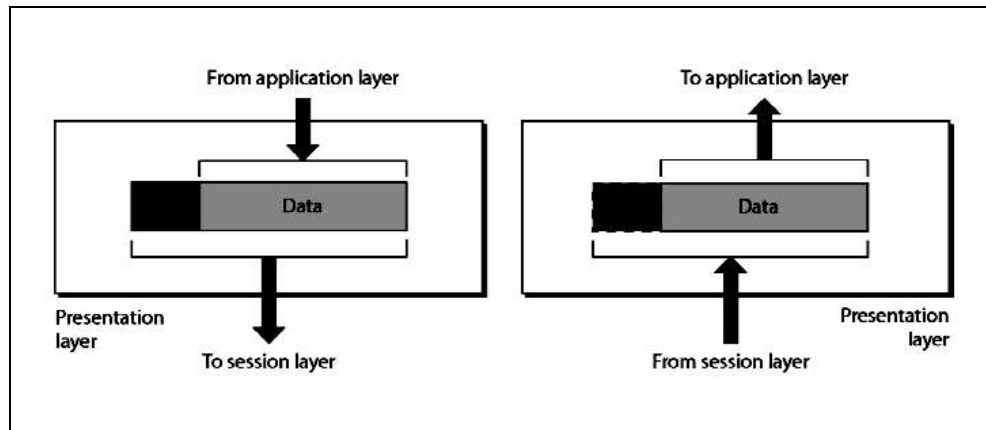 From application layer
To application layer
Data
Data
Presentation
layer
Presentation
layer
To session layer
From session layer